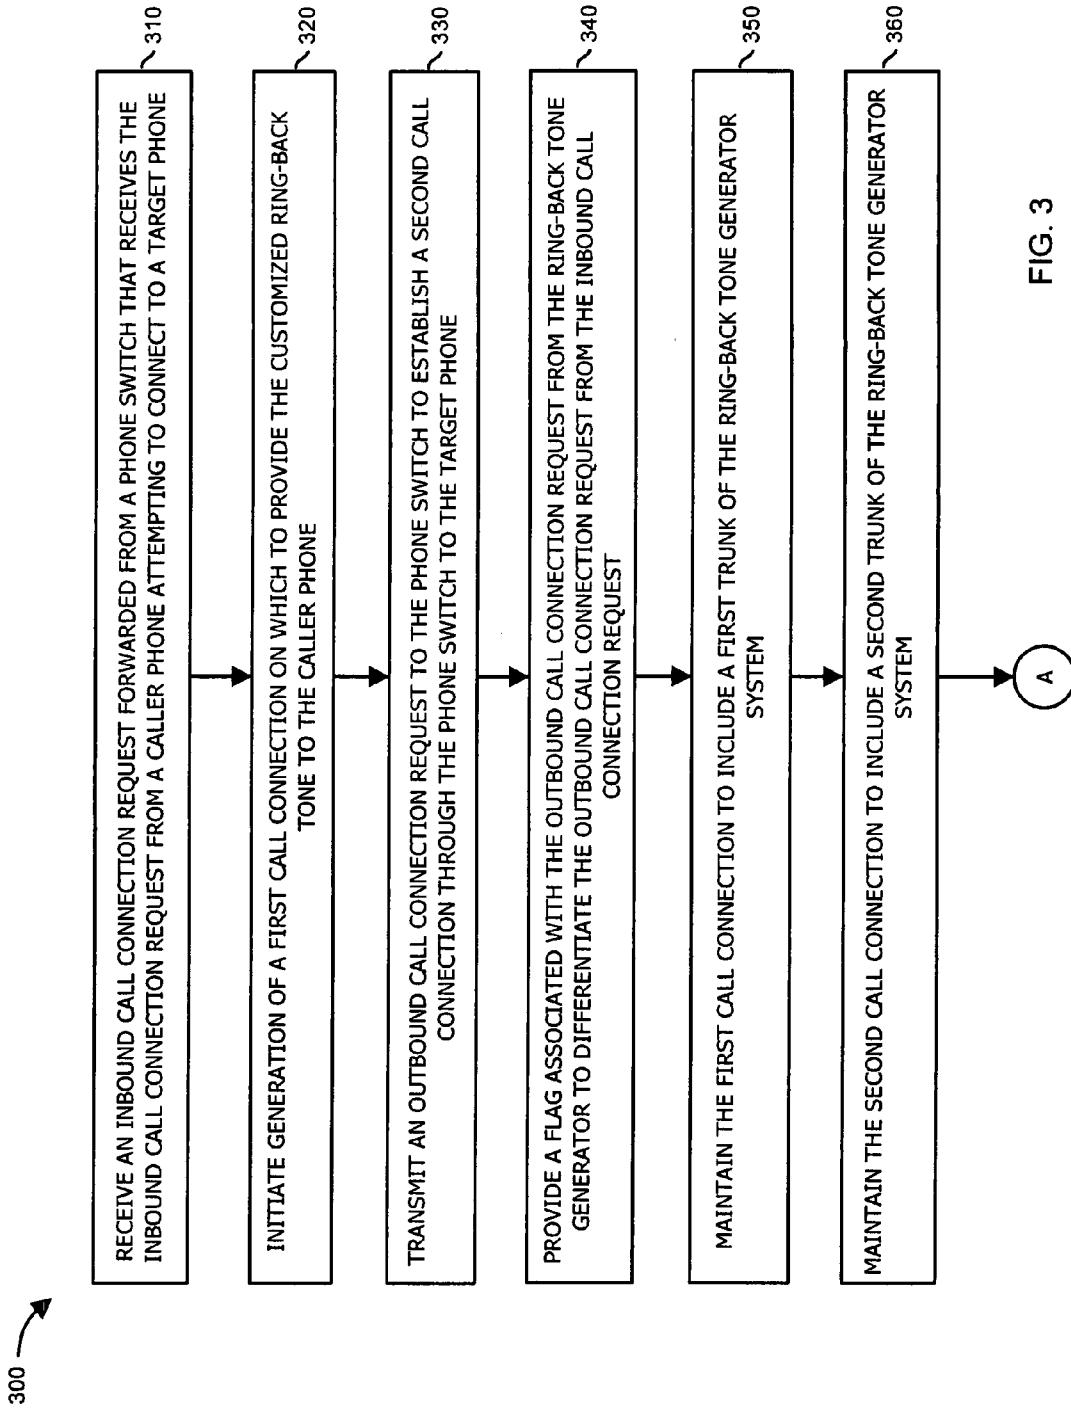 300
RECEIVE AN INBOUND CALL CONNECTION REQUEST FORWARDED FROM A PHONE SWITCH THAT RECEIVES THE
INBOUND CALL CONNECTION REQUEST FROM A CALLER PHONE ATTEMPTING TO CONNECT TO A TARGET PHONE
310
INITIATE GENERATION OF A FIRST CALL CONNECTION ON WHICH TO PROVIDE THE CUSTOMIZED RING-BACK
TONE TO THE CALLER PHONE
320
TRANSMIT AN OUTBOUND CALL CONNECTION REQUEST TO THE PHONE SWITCH TO ESTABLISH A SECOND CALL
CONNECTION THROUGH THE PHONE SWITCH TO THE TARGET PHONE
330
PROVIDE A FLAG ASSOCIATED WITH THE OUTBOUND CALL CONNECTION REQUEST FROM THE RING-BACK TONE
GENERATOR TO DIFFERENTIATE THE OUTBOUND CALL CONNECTION REQUEST FROM THE INBOUND CALL
CONNECTION REQUEST
340
MAINTAIN THE FIRST CALL CONNECTION TO INCLUDE A FIRST TRUNK OF THE RING-BACK TONE GENERATOR
SYSTEM
350
MAINTAIN THE SECOND CALL CONNECTION TO INCLUDE A SECOND TRUNK OF THE RING-BACK TONE GENERATOR
SYSTEM
360
A
FIG. 3